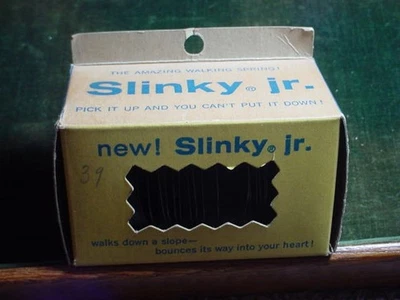 THE AMAZING WALKING SPRING!
Slinky® jr.
PICK IT UP AND YOU CAN'T PUT IT DOWN!
new! Slinky® jr.
39
walks down a slope—
bounces its way into your heart!